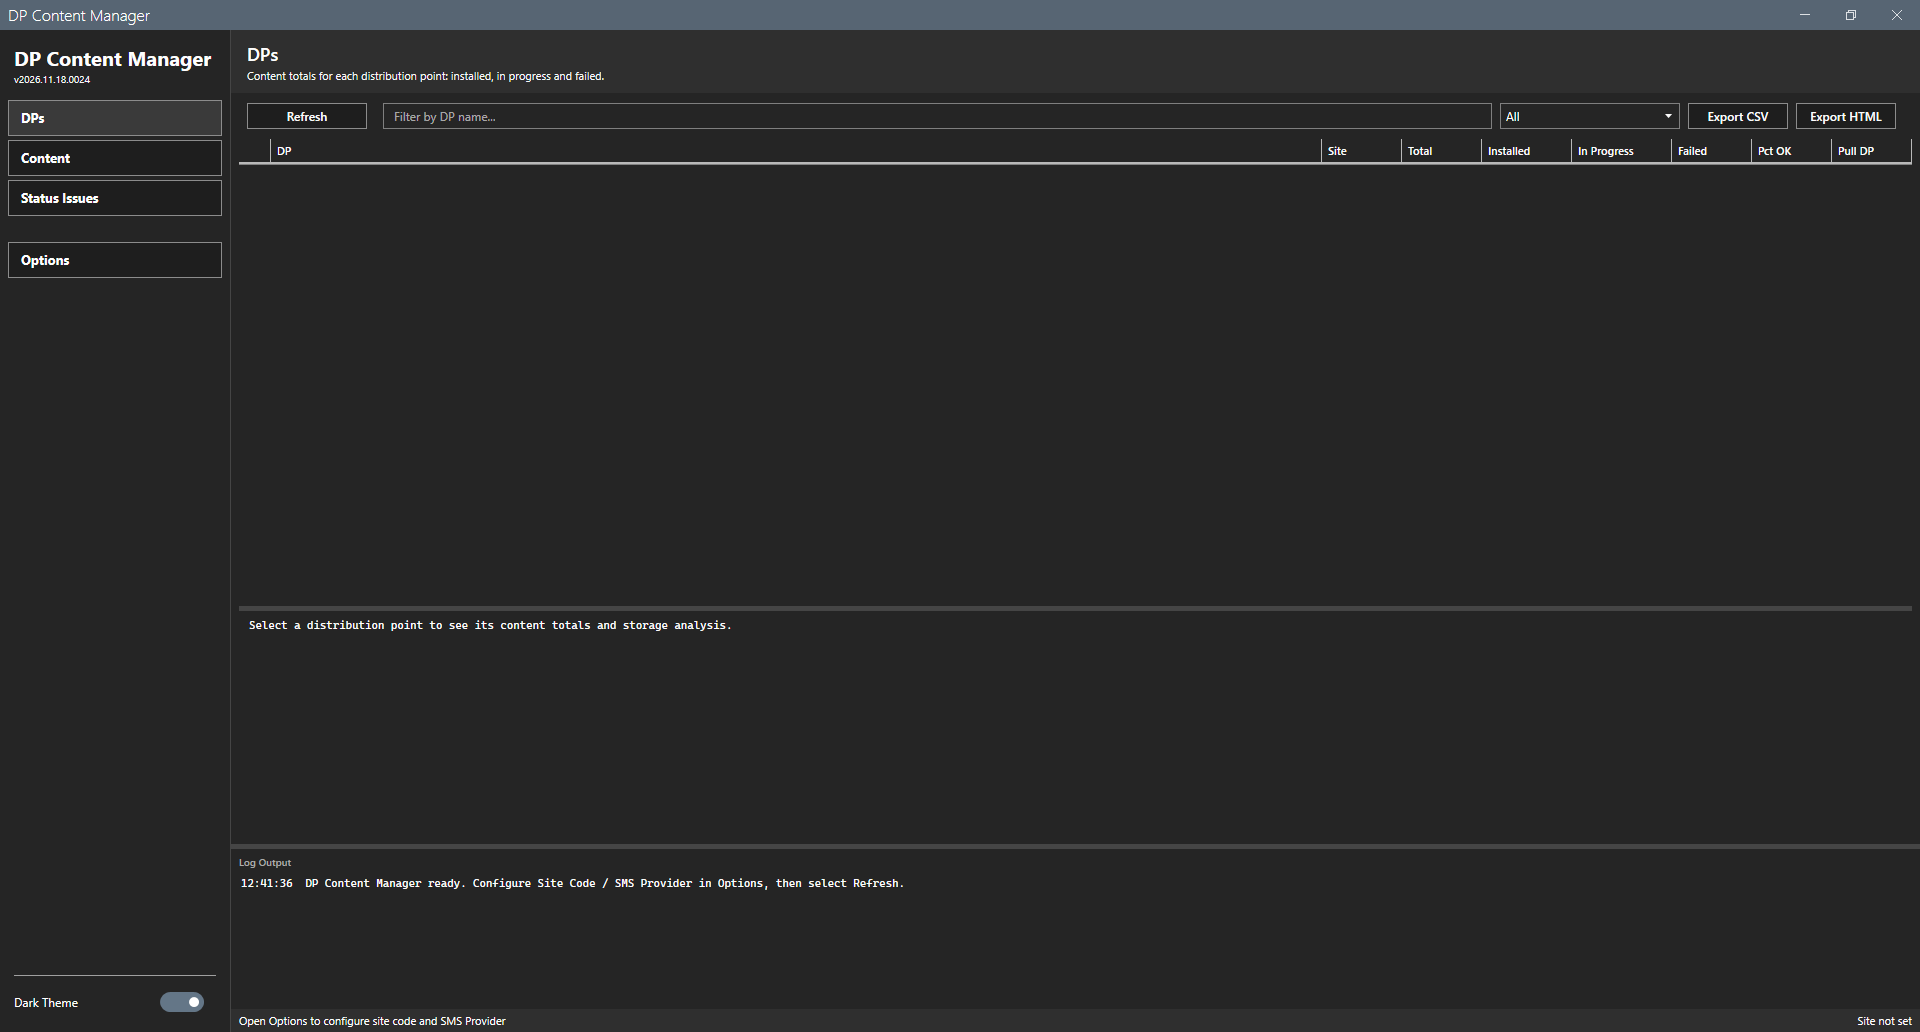 DP Content Manager
DP Content Manager
v2026.11.18.0024
DPs
Content
Status Issues
Options
Dark Theme
DPs
Content totals for each distribution point: installed, in progress and failed.
Refresh
Filter by DP name...
All
Export CSV
Export HTML
DP
Site
Total
Installed
In Progress
Failed
Pct OK
Pull DP
Select a distribution point to see its content totals and storage analysis.
Log Output
12:41:36 DP Content Manager ready. Configure Site Code / SMS Provider in Options, then select Refresh.
Open Options to configure site code and SMS Provider
Site not set